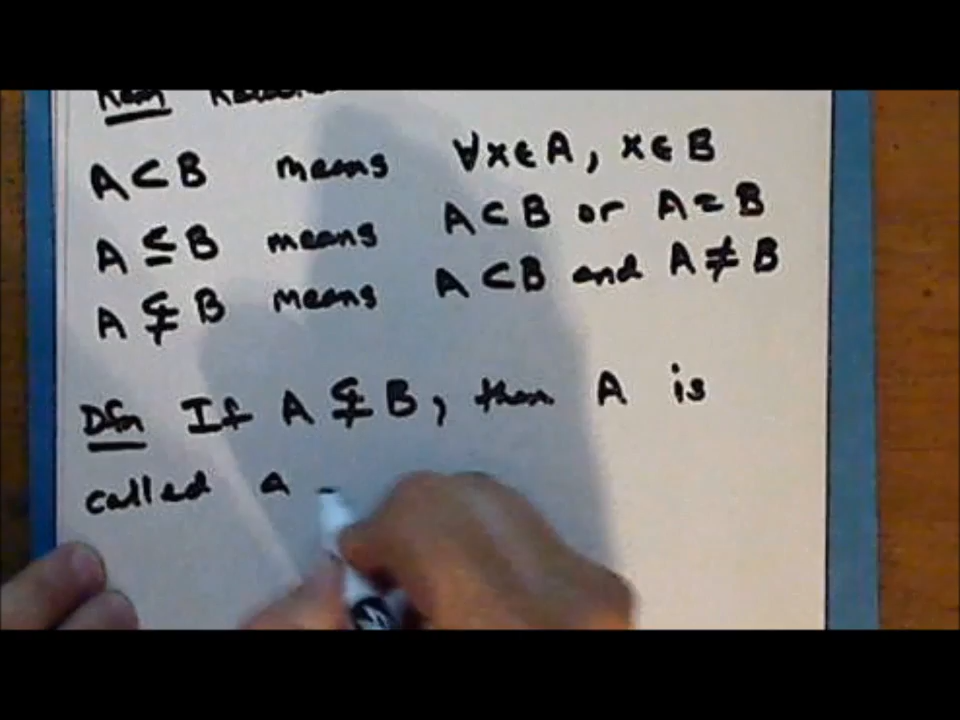 A ⊂ B means ∀x∈A, x∈B
A ⊆ B means A ⊂ B or A = B
A ⊊ B means A ⊂ B and A ≠ B
Dfn If A ⊊ B, then A is
called a